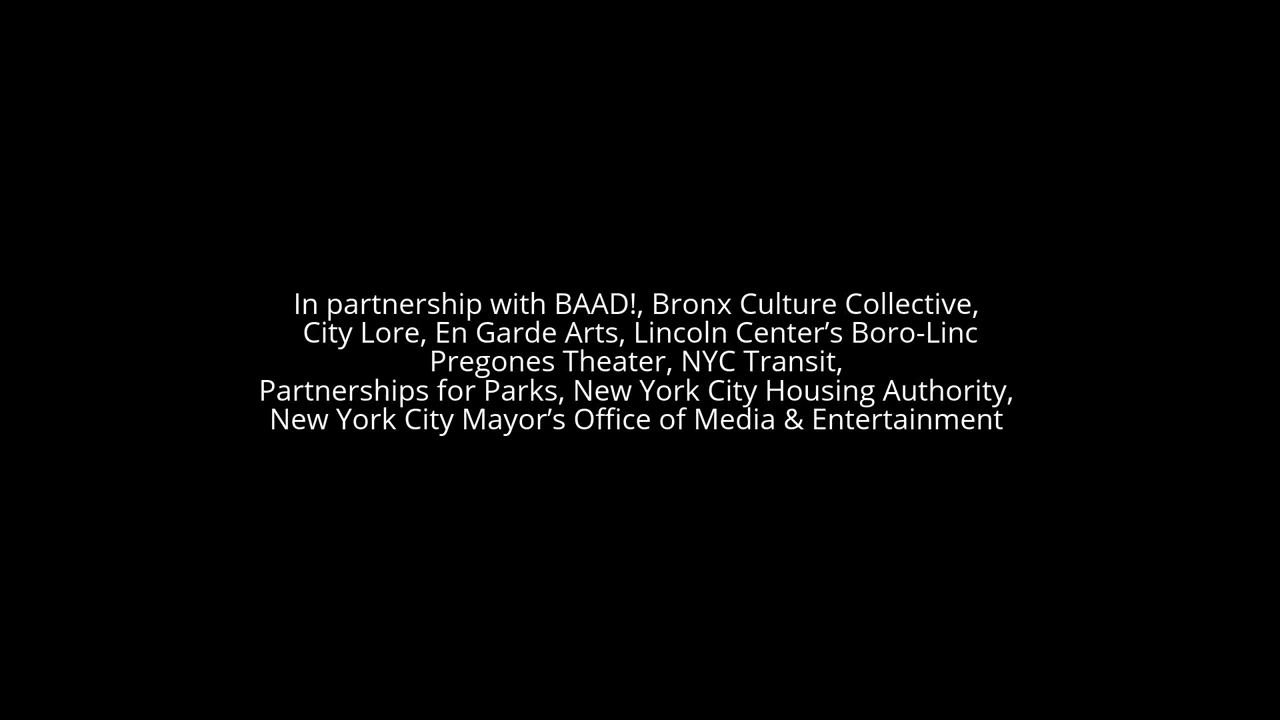 In partnership with BAAD!, Bronx Culture Collective,
City Lore, En Garde Arts, Lincoln Center’s Boro-Linc
Pregones Theater, NYC Transit,
Partnerships for Parks, New York City Housing Authority,
New York City Mayor’s Office of Media & Entertainment